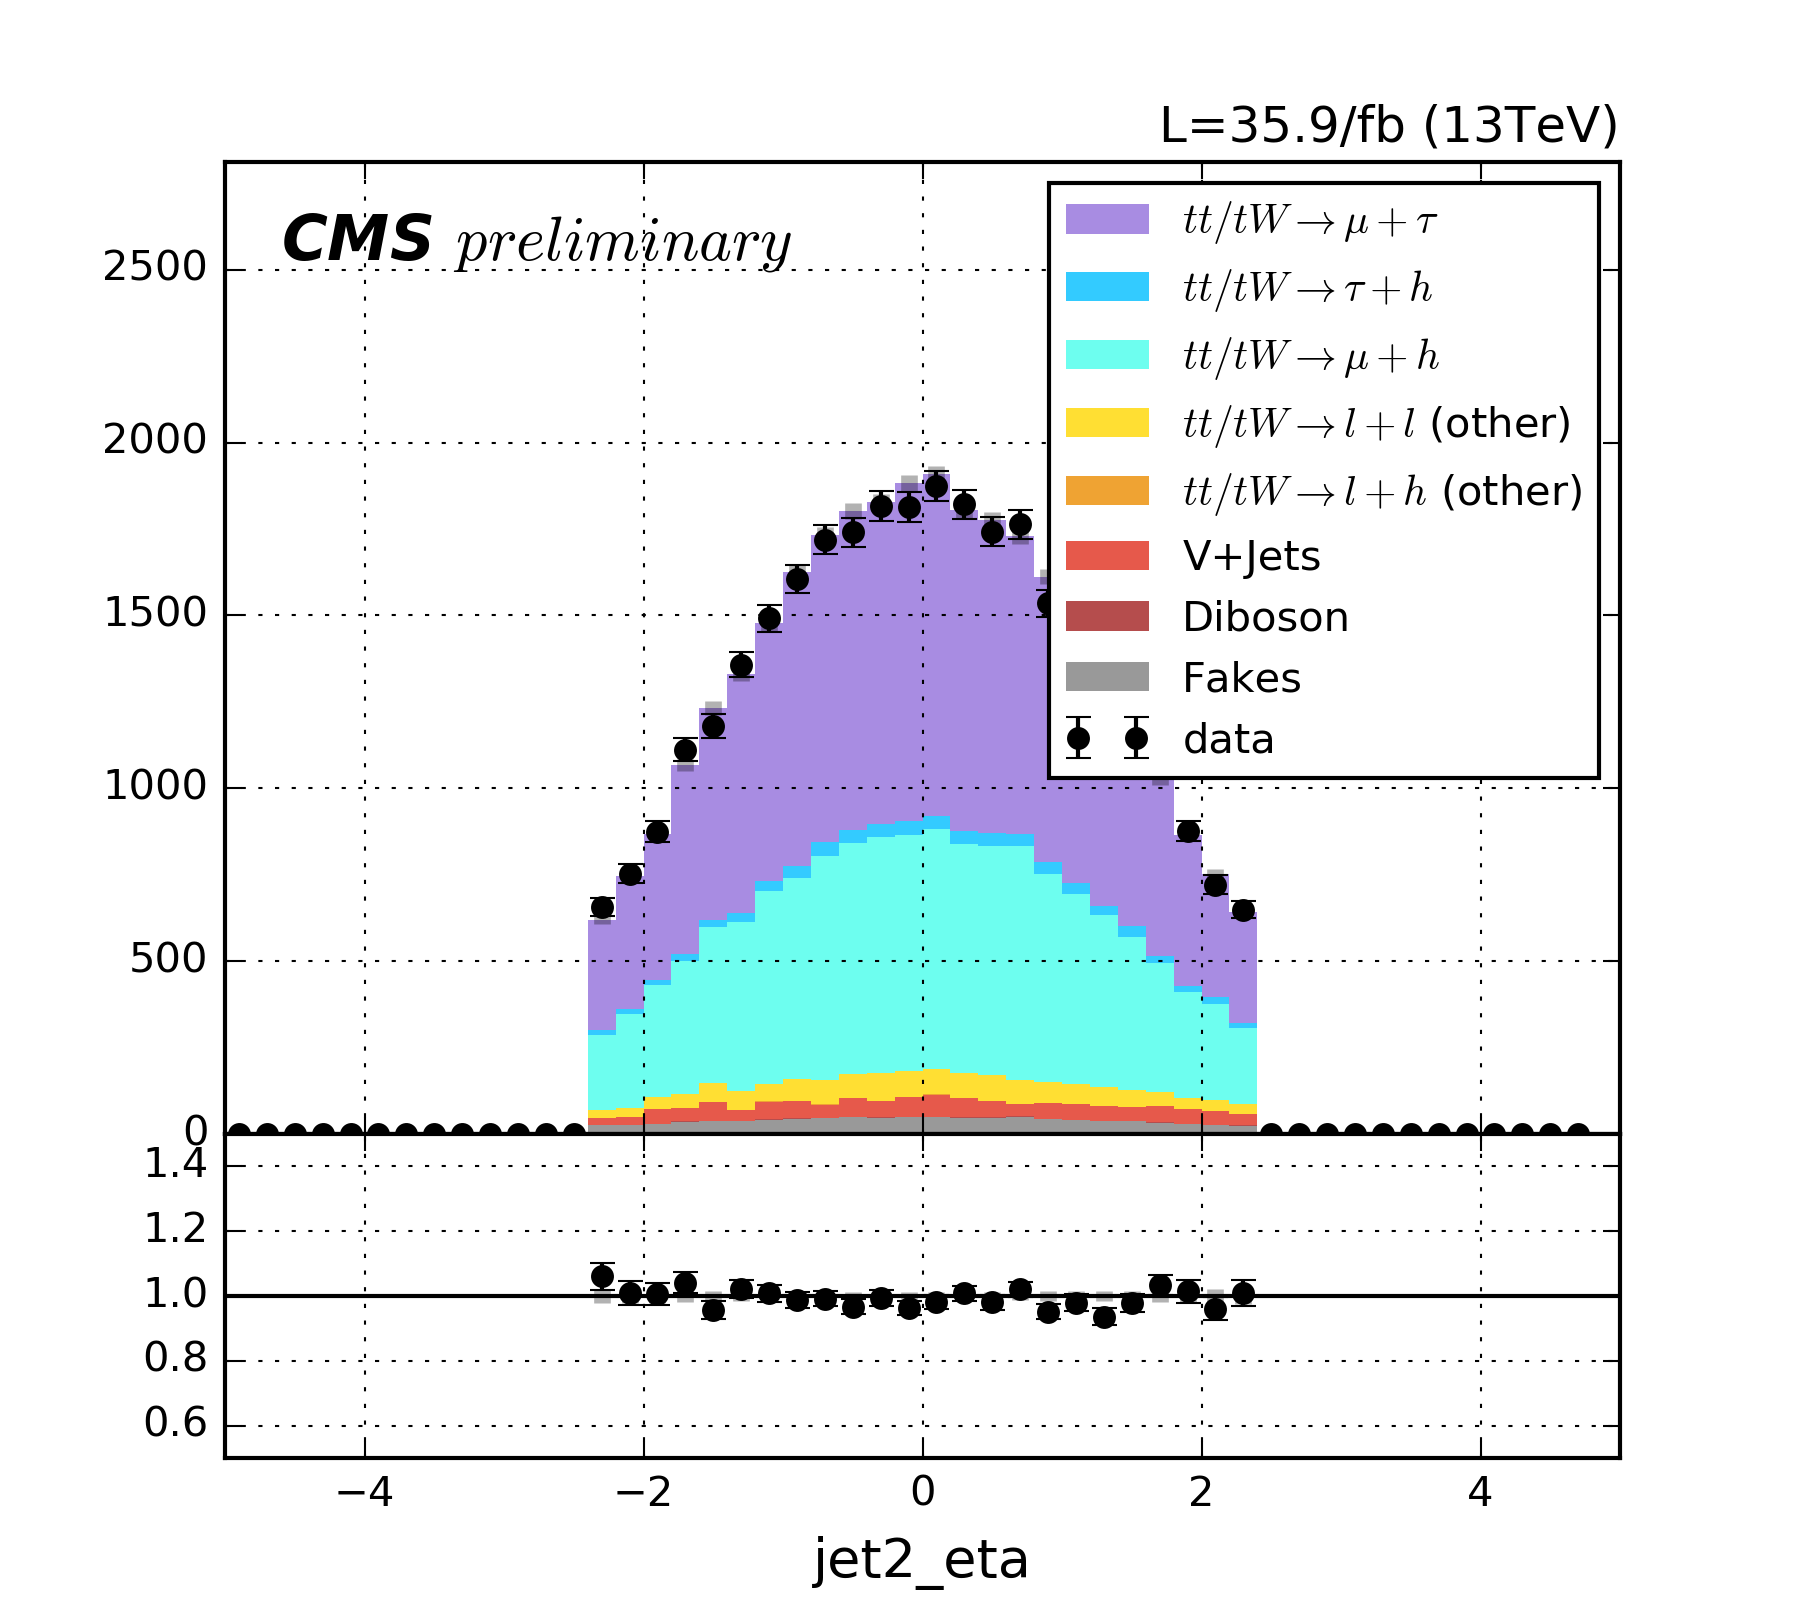 L=35.9/fb (13TeV)
CMS preliminary
tt/tW → μ + τ
tt/tW → τ + h
tt/tW → μ + h
tt/tW → l + l (other)
tt/tW → l + h (other)
V+Jets
Diboson
Fakes
data
2500
2000
1500
1000
500
0
1.4
1.2
1.0
0.8
0.6
−4 −2 0 2 4
jet2_eta